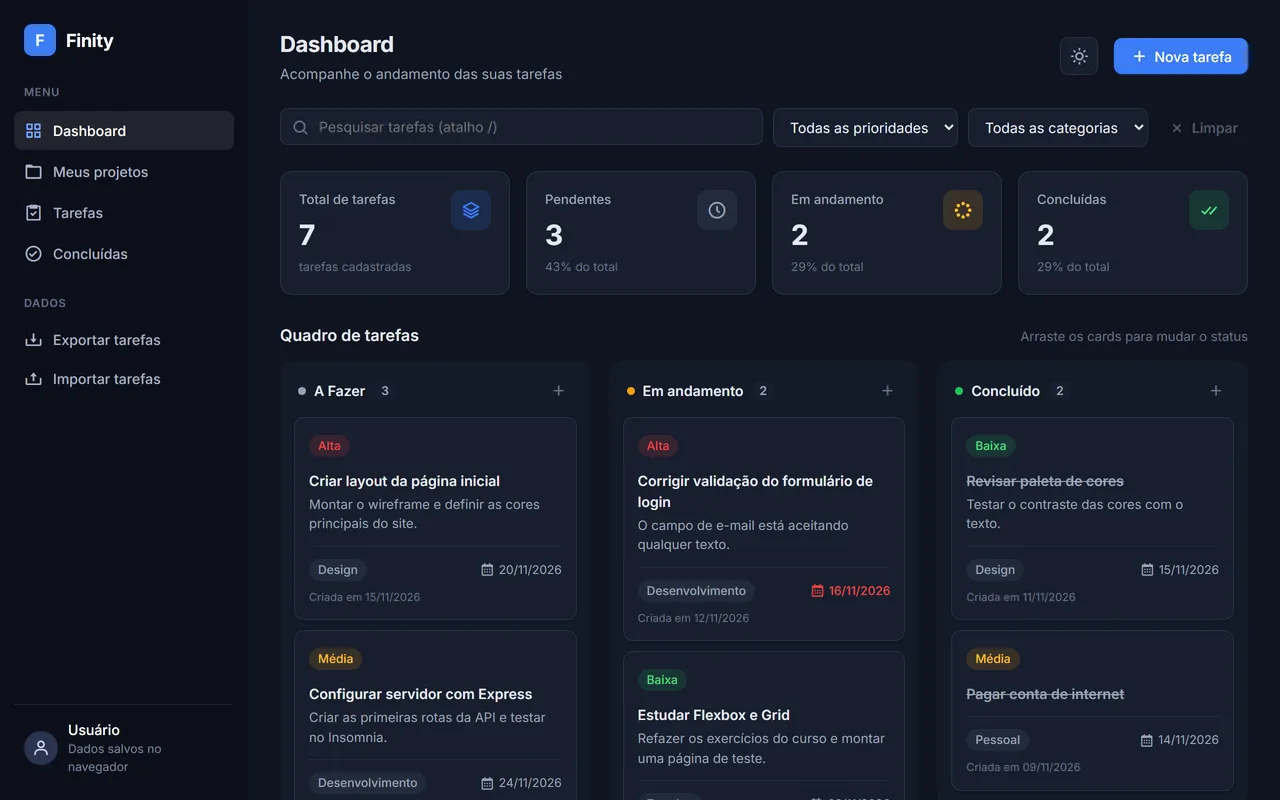 F
Finity
MENU
Dashboard
Meus projetos
Tarefas
Concluídas
DADOS
Exportar tarefas
Importar tarefas
Usuário
Dados salvos no
navegador
Dashboard
Acompanhe o andamento das suas tarefas
+ Nova tarefa
Pesquisar tarefas (atalho /)
Todas as prioridades
Todas as categorias
× Limpar
Total de tarefas
7
tarefas cadastradas
Pendentes
3
43% do total
Em andamento
2
29% do total
Concluídas
2
29% do total
Quadro de tarefas
Arraste os cards para mudar o status
A Fazer 3 +
Alta
Criar layout da página inicial
Montar o wireframe e definir as cores
principais do site.
Design 20/11/2026
Criada em 15/11/2026
Média
Configurar servidor com Express
Criar as primeiras rotas da API e testar
no Insomnia.
Desenvolvimento 24/11/2026
Em andamento 2 +
Alta
Corrigir validação do formulário de
login
O campo de e-mail está aceitando
qualquer texto.
Desenvolvimento 16/11/2026
Criada em 12/11/2026
Baixa
Estudar Flexbox e Grid
Refazer os exercícios do curso e montar
uma página de teste.
Concluído 2 +
Baixa
Revisar paleta de cores
Testar o contraste das cores com o
texto.
Design 15/11/2026
Criada em 11/11/2026
Média
Pagar conta de internet
Pessoal 14/11/2026
Criada em 09/11/2026